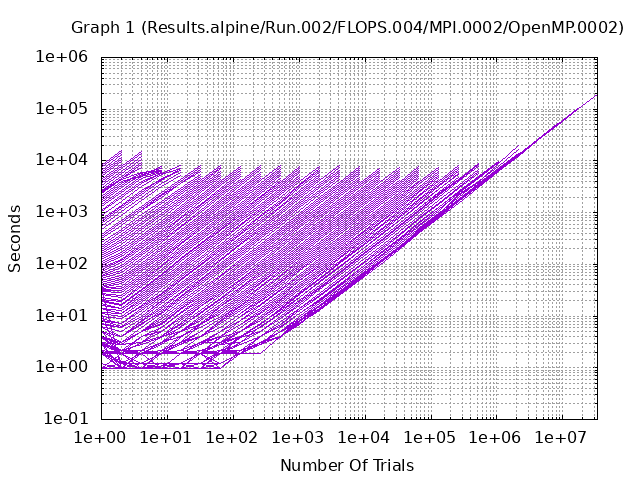 Graph 1 (Results.alpine/Run.002/FLOPS.004/MPI.0002/OpenMP.0002)
1e+06
1e+05
1e+04
1e+03
1e+02
1e+01
1e+00
1e-01
Seconds
1e+00 1e+01 1e+02 1e+03 1e+04 1e+05 1e+06 1e+07
Number Of Trials